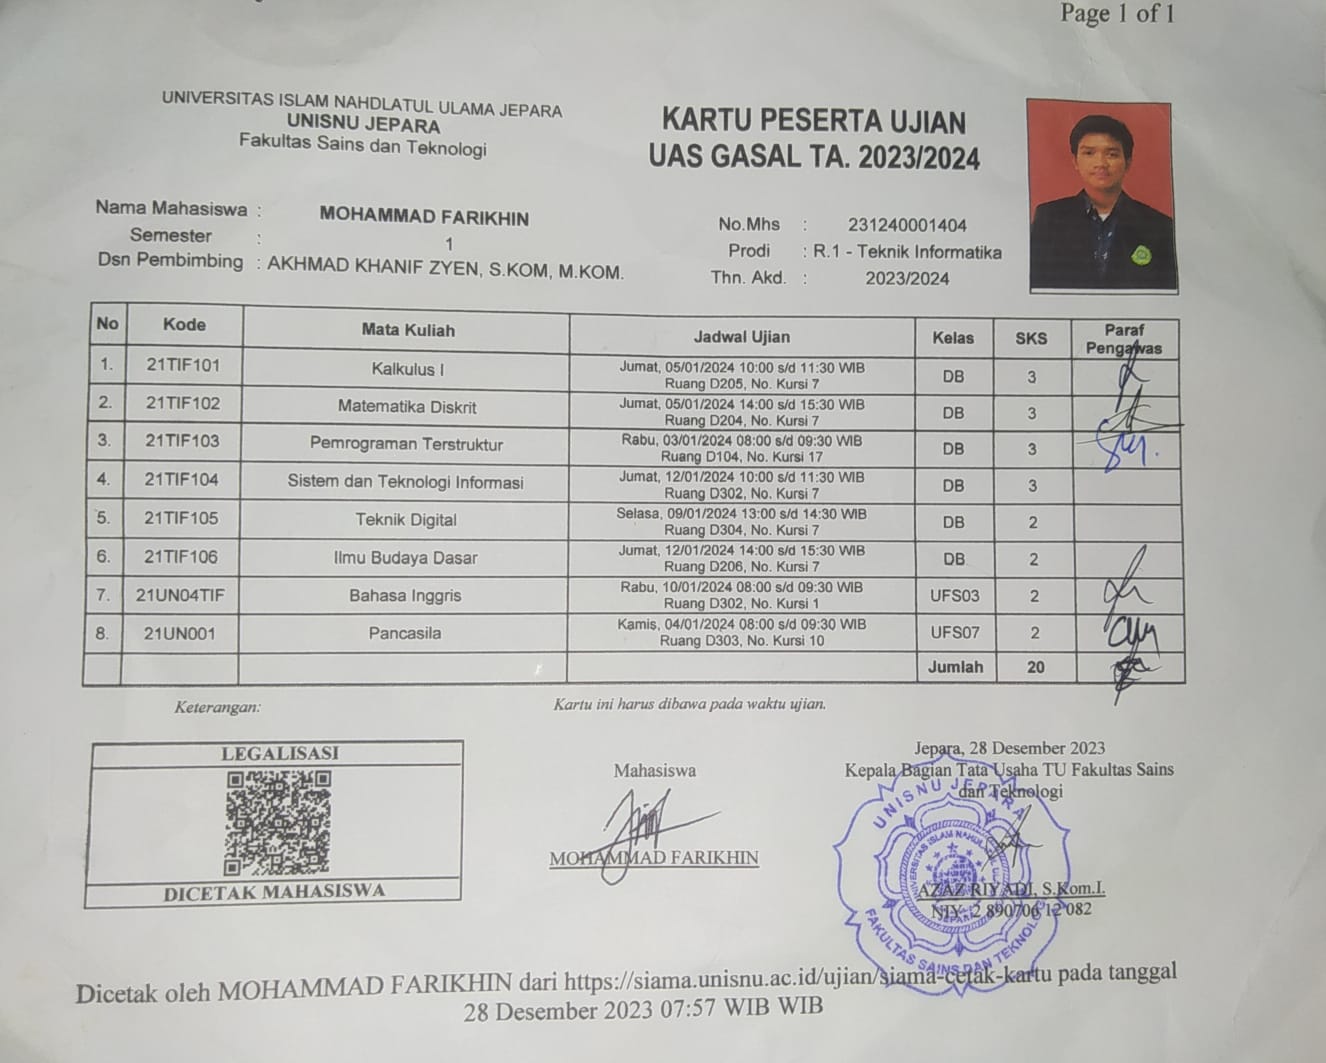 Page 1 of 1
UNIVERSITAS ISLAM NAHDLATUL ULAMA JEPARA
UNISNU JEPARA
Fakultas Sains dan Teknologi
KARTU PESERTA UJIAN
UAS GASAL TA. 2023/2024
Nama Mahasiswa : MOHAMMAD FARIKHIN
Semester : 1
Dsn Pembimbing : AKHMAD KHANIF ZYEN, S.KOM, M.KOM.
No.Mhs : 231240001404
Prodi : R.1 - Teknik Informatika
Thn. Akd. : 2023/2024
No Kode Mata Kuliah Jadwal Ujian Kelas SKS Paraf Pengawas
1. 21TIF101 Kalkulus I Jumat, 05/01/2024 10:00 s/d 11:30 WIB DB 3
Ruang D205, No. Kursi 7
2. 21TIF102 Matematika Diskrit Jumat, 05/01/2024 14:00 s/d 15:30 WIB DB 3
Ruang D204, No. Kursi 7
3. 21TIF103 Pemrograman Terstruktur Rabu, 03/01/2024 08:00 s/d 09:30 WIB DB 3
Ruang D104, No. Kursi 17
4. 21TIF104 Sistem dan Teknologi Informasi Jumat, 12/01/2024 10:00 s/d 11:30 WIB DB 3
Ruang D302, No. Kursi 7
5. 21TIF105 Teknik Digital Selasa, 09/01/2024 13:00 s/d 14:30 WIB DB 2
Ruang D304, No. Kursi 7
6. 21TIF106 Ilmu Budaya Dasar Jumat, 12/01/2024 14:00 s/d 15:30 WIB DB 2
Ruang D206, No. Kursi 7
7. 21UN04TIF Bahasa Inggris Rabu, 10/01/2024 08:00 s/d 09:30 WIB UFS03 2
Ruang D302, No. Kursi 1
8. 21UN001 Pancasila Kamis, 04/01/2024 08:00 s/d 09:30 WIB UFS07 2
Ruang D303, No. Kursi 10
Jumlah 20
Keterangan:
Kartu ini harus dibawa pada waktu ujian.
LEGALISASI
DICETAK MAHASISWA
Mahasiswa
MOHAMMAD FARIKHIN
Jepara, 28 Desember 2023
Kepala Bagian Tata Usaha TU Fakultas Sains
dan Teknologi
UNISNU JEPARA
FAKULTAS SAINS DAN TEKNOLOGI
AZAZ RIYADI, S.Kom.I.
NIY. 2 890706 12 082
Dicetak oleh MOHAMMAD FARIKHIN dari https://siama.unisnu.ac.id/ujian/siama-cetak-kartu pada tanggal
28 Desember 2023 07:57 WIB WIB